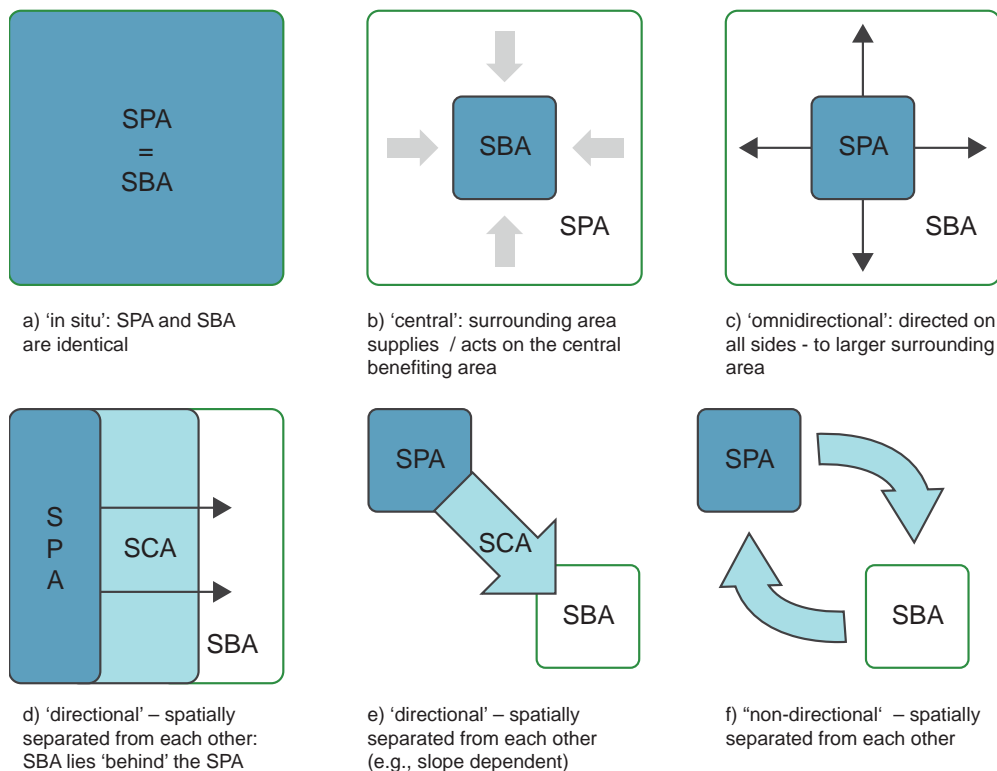 SPA
=
SBA
a) ‘in situ’: SPA and SBA
are identical
SBA
SPA
b) ‘central’: surrounding area
supplies / acts on the central
benefiting area
SPA
SBA
c) ‘omnidirectional’: directed on
all sides - to larger surrounding
area
S
P
A
SCA
SBA
d) ‘directional’ – spatially
separated from each other:
SBA lies ‘behind’ the SPA
SPA
SCA
SBA
e) ‘directional’ – spatially
separated from each other
(e.g., slope dependent)
SPA
SBA
f) “non-directional‘ – spatially
separated from each other